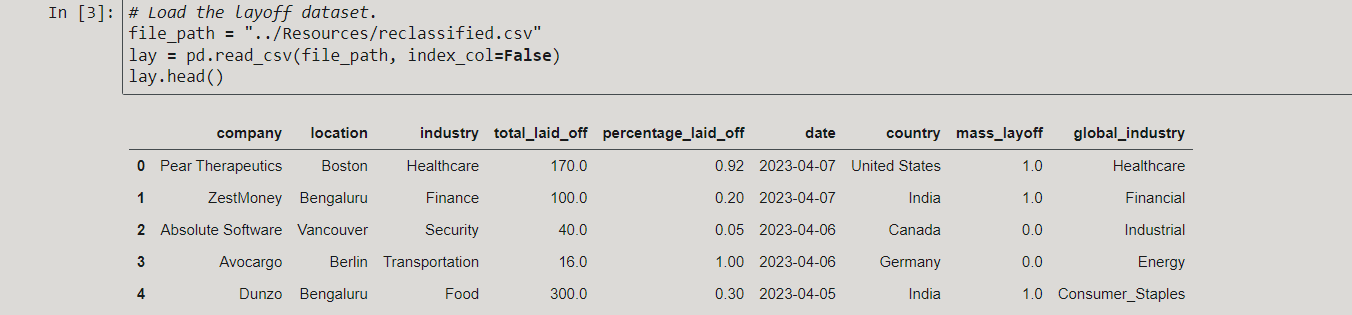 In [3]: # Load the layoff dataset.
file_path = "../Resources/reclassified.csv"
lay = pd.read_csv(file_path, index_col=False)
lay.head()
company location industry total_laid_off percentage_laid_off date country mass_layoff global_industry
0 Pear Therapeutics Boston Healthcare 170.0 0.92 2023-04-07 United States 1.0 Healthcare
1 ZestMoney Bengaluru Finance 100.0 0.20 2023-04-07 India 1.0 Financial
2 Absolute Software Vancouver Security 40.0 0.05 2023-04-06 Canada 0.0 Industrial
3 Avocargo Berlin Transportation 16.0 1.00 2023-04-06 Germany 0.0 Energy
4 Dunzo Bengaluru Food 300.0 0.30 2023-04-05 India 1.0 Consumer_Staples